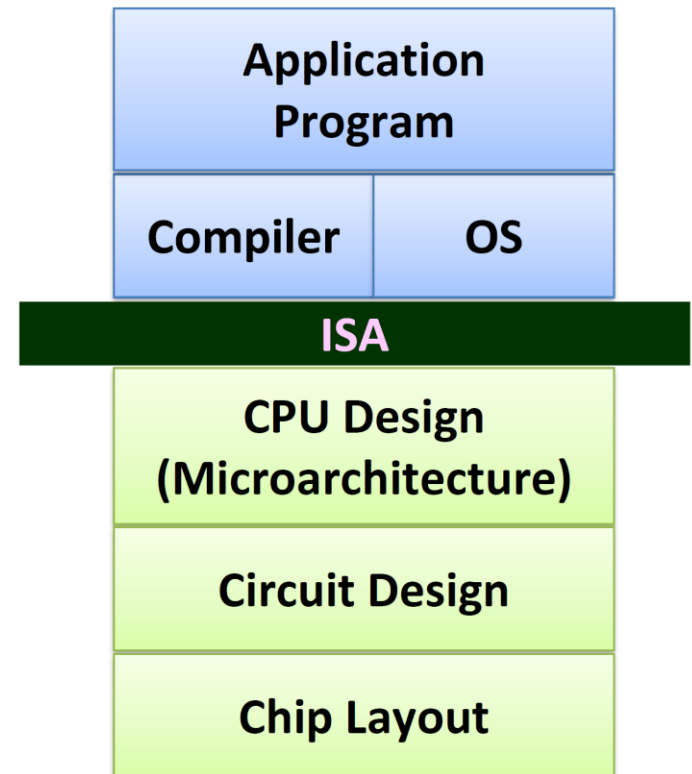 Application
Program
Compiler
OS
ISA
CPU Design
(Microarchitecture)
Circuit Design
Chip Layout